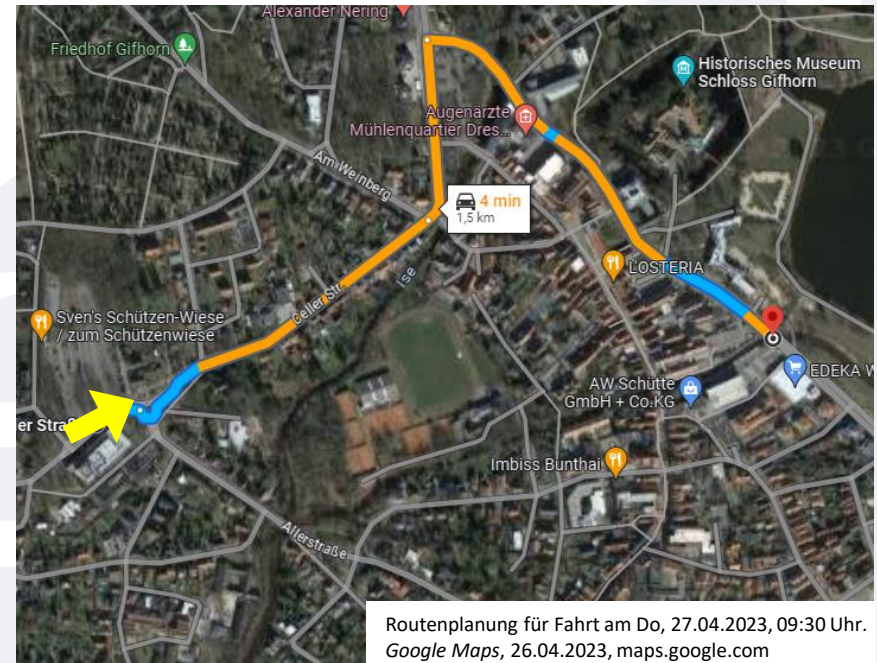 Alexander Nering
Friedhof Gifhorn
Historisches Museum
Schloss Gifhorn
Augenärzte
Mühlenquartier Dres...
Am Weinberg
4 min
1,5 km
Ise
L'OSTERIA
Celler Str.
Sven's Schützen-Wiese
/ zum Schützenwiese
EDEKA W
AW Schütte
GmbH + Co.KG
er Straß
Imbiss Bunthai
Allerstraße
Routenplanung für Fahrt am Do, 27.04.2023, 09:30 Uhr.
Google Maps, 26.04.2023, maps.google.com